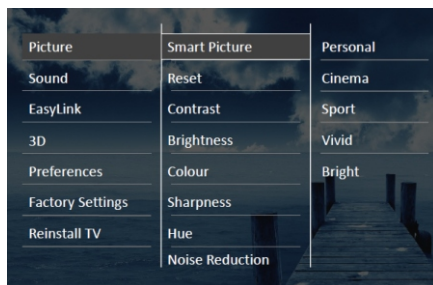 Picture
Sound
EasyLink
3D
Preferences
Factory Settings
Reinstall TV
Smart Picture
Reset
Contrast
Brightness
Colour
Sharpness
Hue
Noise Reduction
Personal
Cinema
Sport
Vivid
Bright